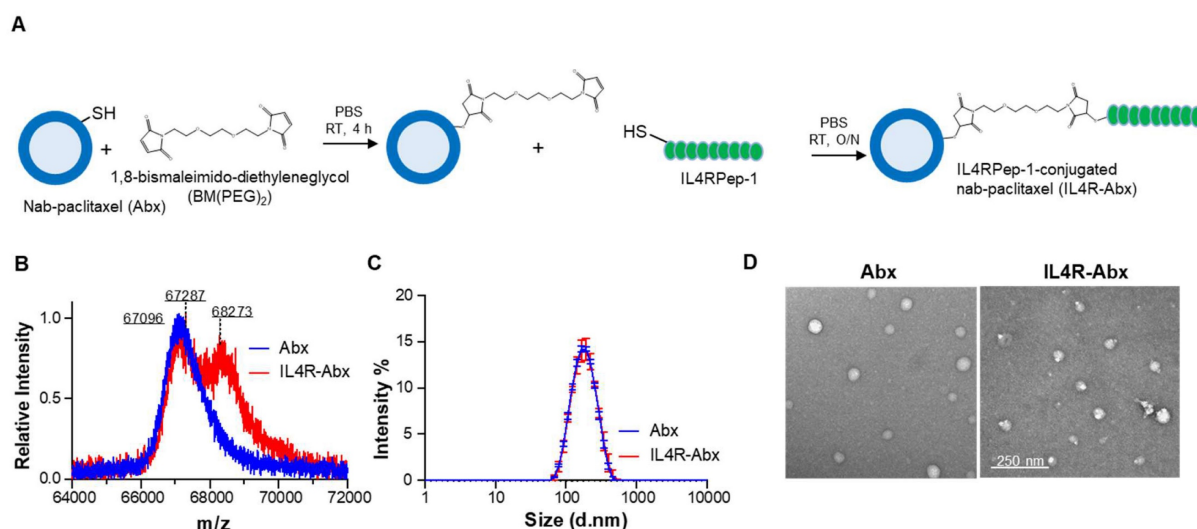 A
SH
+
1,8-bismaleimido-diethyleneglycol
(BM(PEG)₂)
Nab-paclitaxel (Abx)
PBS
RT, 4 h
+
HS
IL4RPep-1
PBS
RT, O/N
IL4RPep-1-conjugated
nab-paclitaxel (IL4R-Abx)
B
Relative Intensity
1.0
0.5
0.0
67096
67287
68273
Abx
IL4R-Abx
64000 66000 68000 70000 72000
m/z
C
Intensity %
20
15
10
5
0
Abx
IL4R-Abx
1 10 100 1000 10000
Size (d.nm)
D
Abx
IL4R-Abx
250 nm